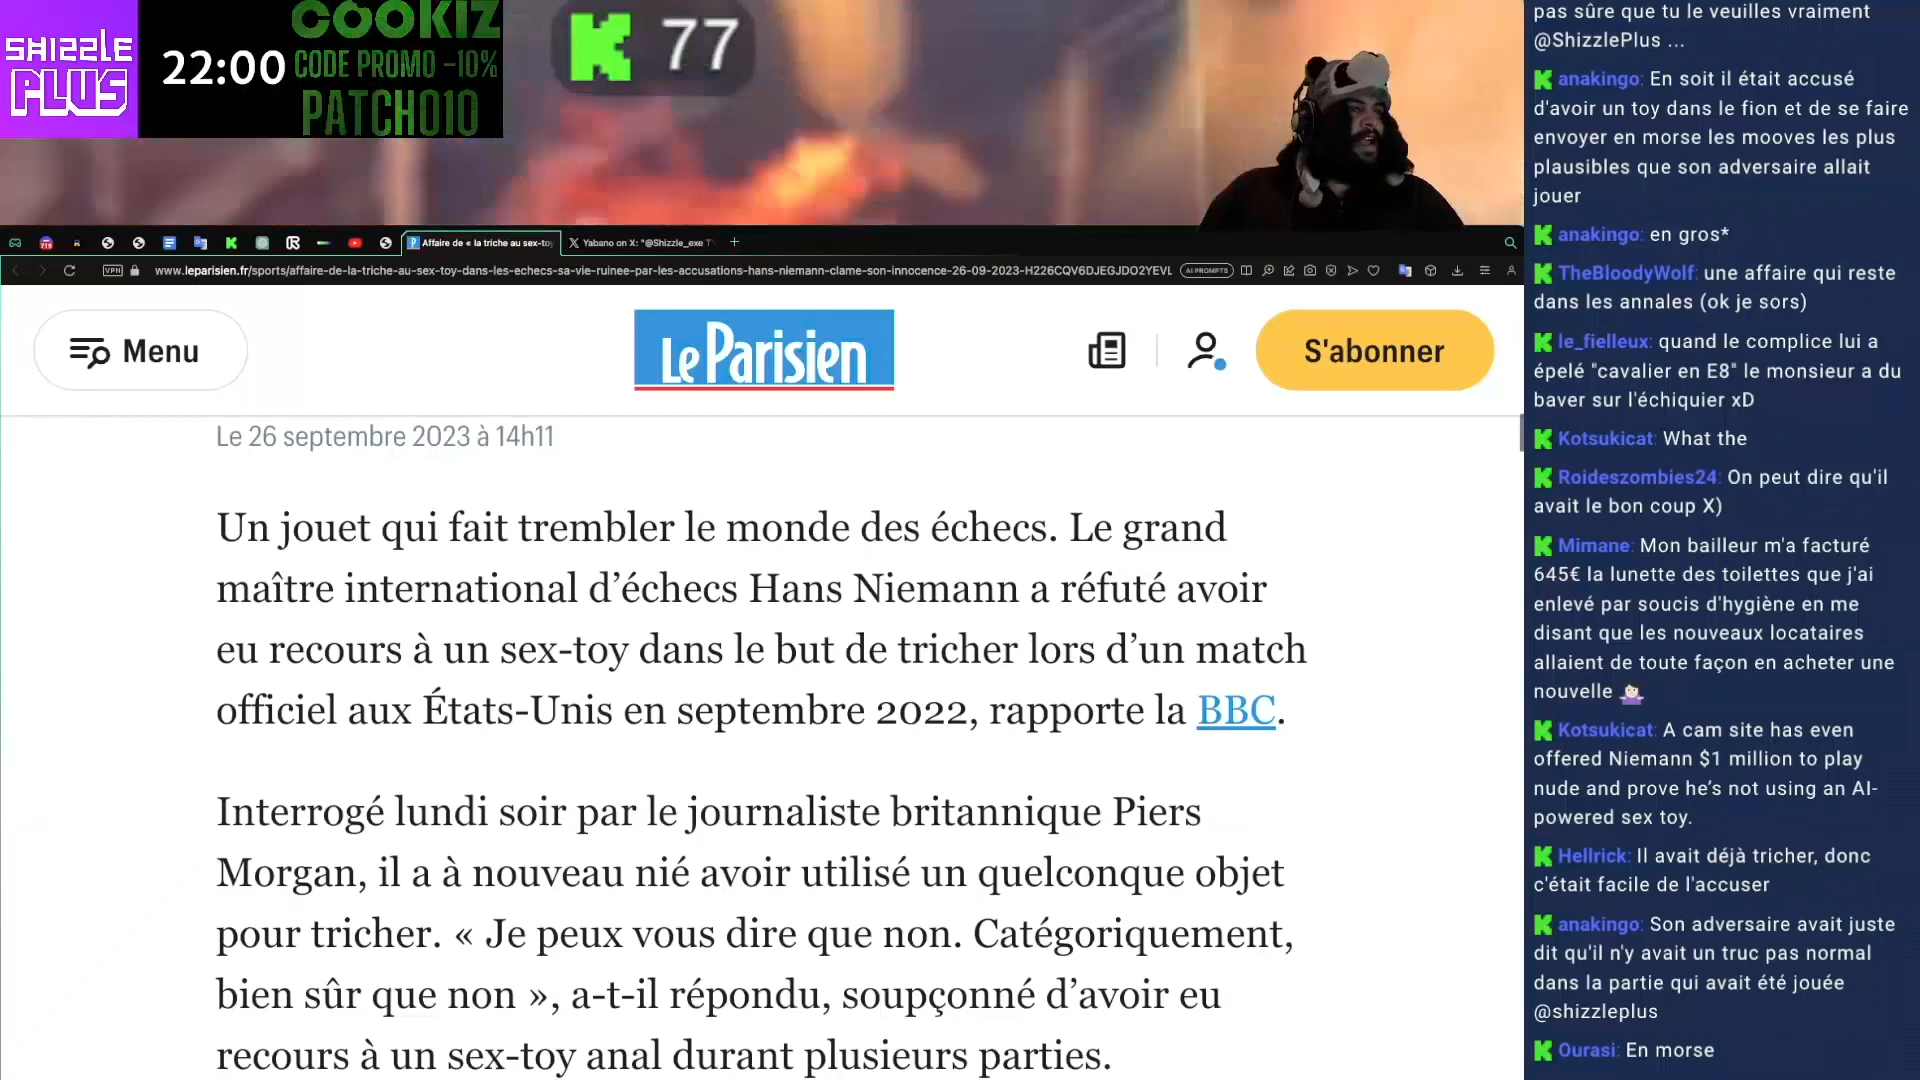 SHIZZLE
PLUS
22:00
COOKIZ
CODE PROMO -10%
PATCHO10
77
Affaire de « la triche au sex-toy
Yabano on X: "@Shizzle_exe T
VPN
www.leparisien.fr/sports/affaire-de-la-triche-au-sex-toy-dans-les-echecs-sa-vie-ruinee-par-les-accusations-hans-niemann-clame-son-innocence-26-09-2023-H226CQV6DJEGJDO2YEVL
AI PROMPTS
Menu
Le Parisien
S'abonner
Le 26 septembre 2023 à 14h11
Un jouet qui fait trembler le monde des échecs. Le grand
maître international d’échecs Hans Niemann a réfuté avoir
eu recours à un sex-toy dans le but de tricher lors d’un match
officiel aux États-Unis en septembre 2022, rapporte la BBC.
Interrogé lundi soir par le journaliste britannique Piers
Morgan, il a à nouveau nié avoir utilisé un quelconque objet
pour tricher. « Je peux vous dire que non. Catégoriquement,
bien sûr que non », a-t-il répondu, soupçonné d’avoir eu
recours à un sex-toy anal durant plusieurs parties.
pas sûre que tu le veuilles vraiment
@ShizzlePlus ...
anakingo: En soit il était accusé
d'avoir un toy dans le fion et de se faire
envoyer en morse les mooves les plus
plausibles que son adversaire allait
jouer
anakingo: en gros*
TheBloodyWolf: une affaire qui reste
dans les annales (ok je sors)
le_fielleux: quand le complice lui a
épelé "cavalier en E8" le monsieur a du
baver sur l'échiquier xD
Kotsukicat: What the
Roideszombies24: On peut dire qu'il
avait le bon coup X)
Mimane: Mon bailleur m'a facturé
645€ la lunette des toilettes que j'ai
enlevé par soucis d'hygiène en me
disant que les nouveaux locataires
allaient de toute façon en acheter une
nouvelle 🤷🏻‍♀️
Kotsukicat: A cam site has even
offered Niemann $1 million to play
nude and prove he’s not using an AI-
powered sex toy.
Hellrick: Il avait déjà tricher, donc
c'était facile de l'accuser
anakingo: Son adversaire avait juste
dit qu'il n'y avait un truc pas normal
dans la partie qui avait été jouée
@shizzleplus
Ourasi: En morse